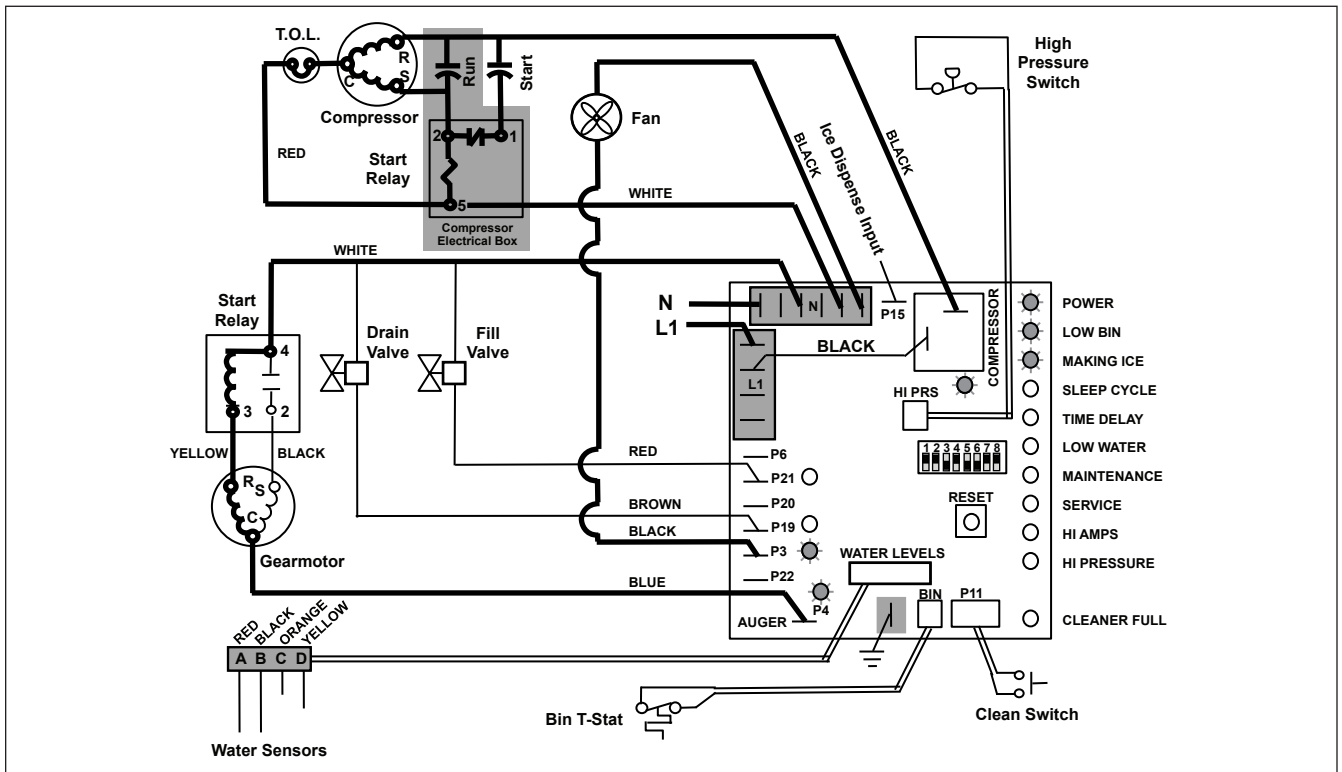 T.O.L.
R
C
S
Run
Start
Compressor
2
1
Start
Relay
5
Compressor
Electrical Box
RED
WHITE
Fan
BLACK
Ice Dispense Input
BLACK
High
Pressure
Switch
WHITE
Start
Relay
4
3
2
YELLOW
BLACK
R
S
C
Gearmotor
Drain
Valve
Fill
Valve
N
L1
N
P15
BLACK
L1
COMPRESSOR
HI PRS
1 2 3 4 5 6 7 8
RESET
POWER
LOW BIN
MAKING ICE
SLEEP CYCLE
TIME DELAY
LOW WATER
MAINTENANCE
SERVICE
HI AMPS
HI PRESSURE
CLEANER FULL
RED
P6
P21
P20
BROWN
P19
BLACK
P3
P22
BLUE
P4
AUGER
WATER LEVELS
BIN
P11
RED
BLACK
ORANGE
YELLOW
A B C D
Water Sensors
Bin T-Stat
Clean Switch